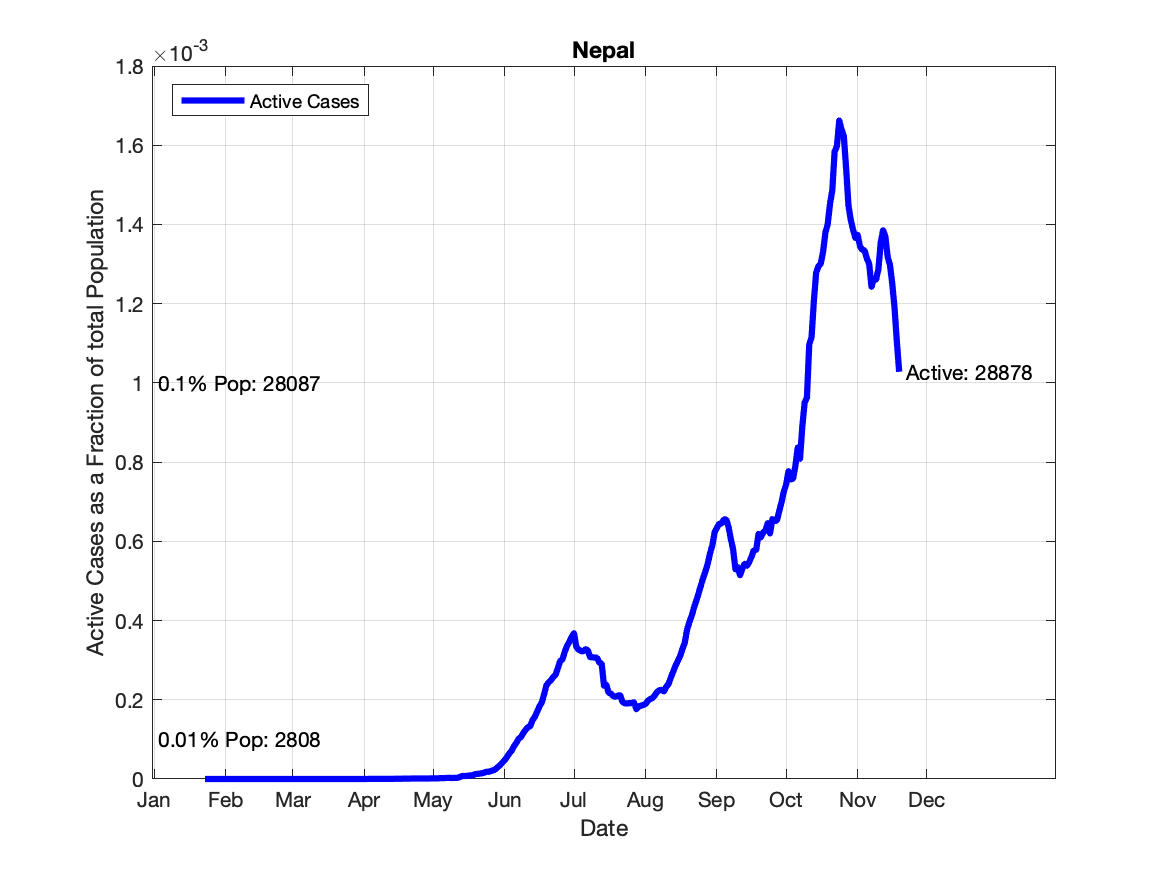 Nepal
×10-3
1.8
1.6
1.4
1.2
1
0.8
0.6
0.4
0.2
0
Active Cases as a Fraction of total Population
Active Cases
0.1% Pop: 28087
Active: 28878
0.01% Pop: 2808
Jan Feb Mar Apr May Jun Jul Aug Sep Oct Nov Dec
Date